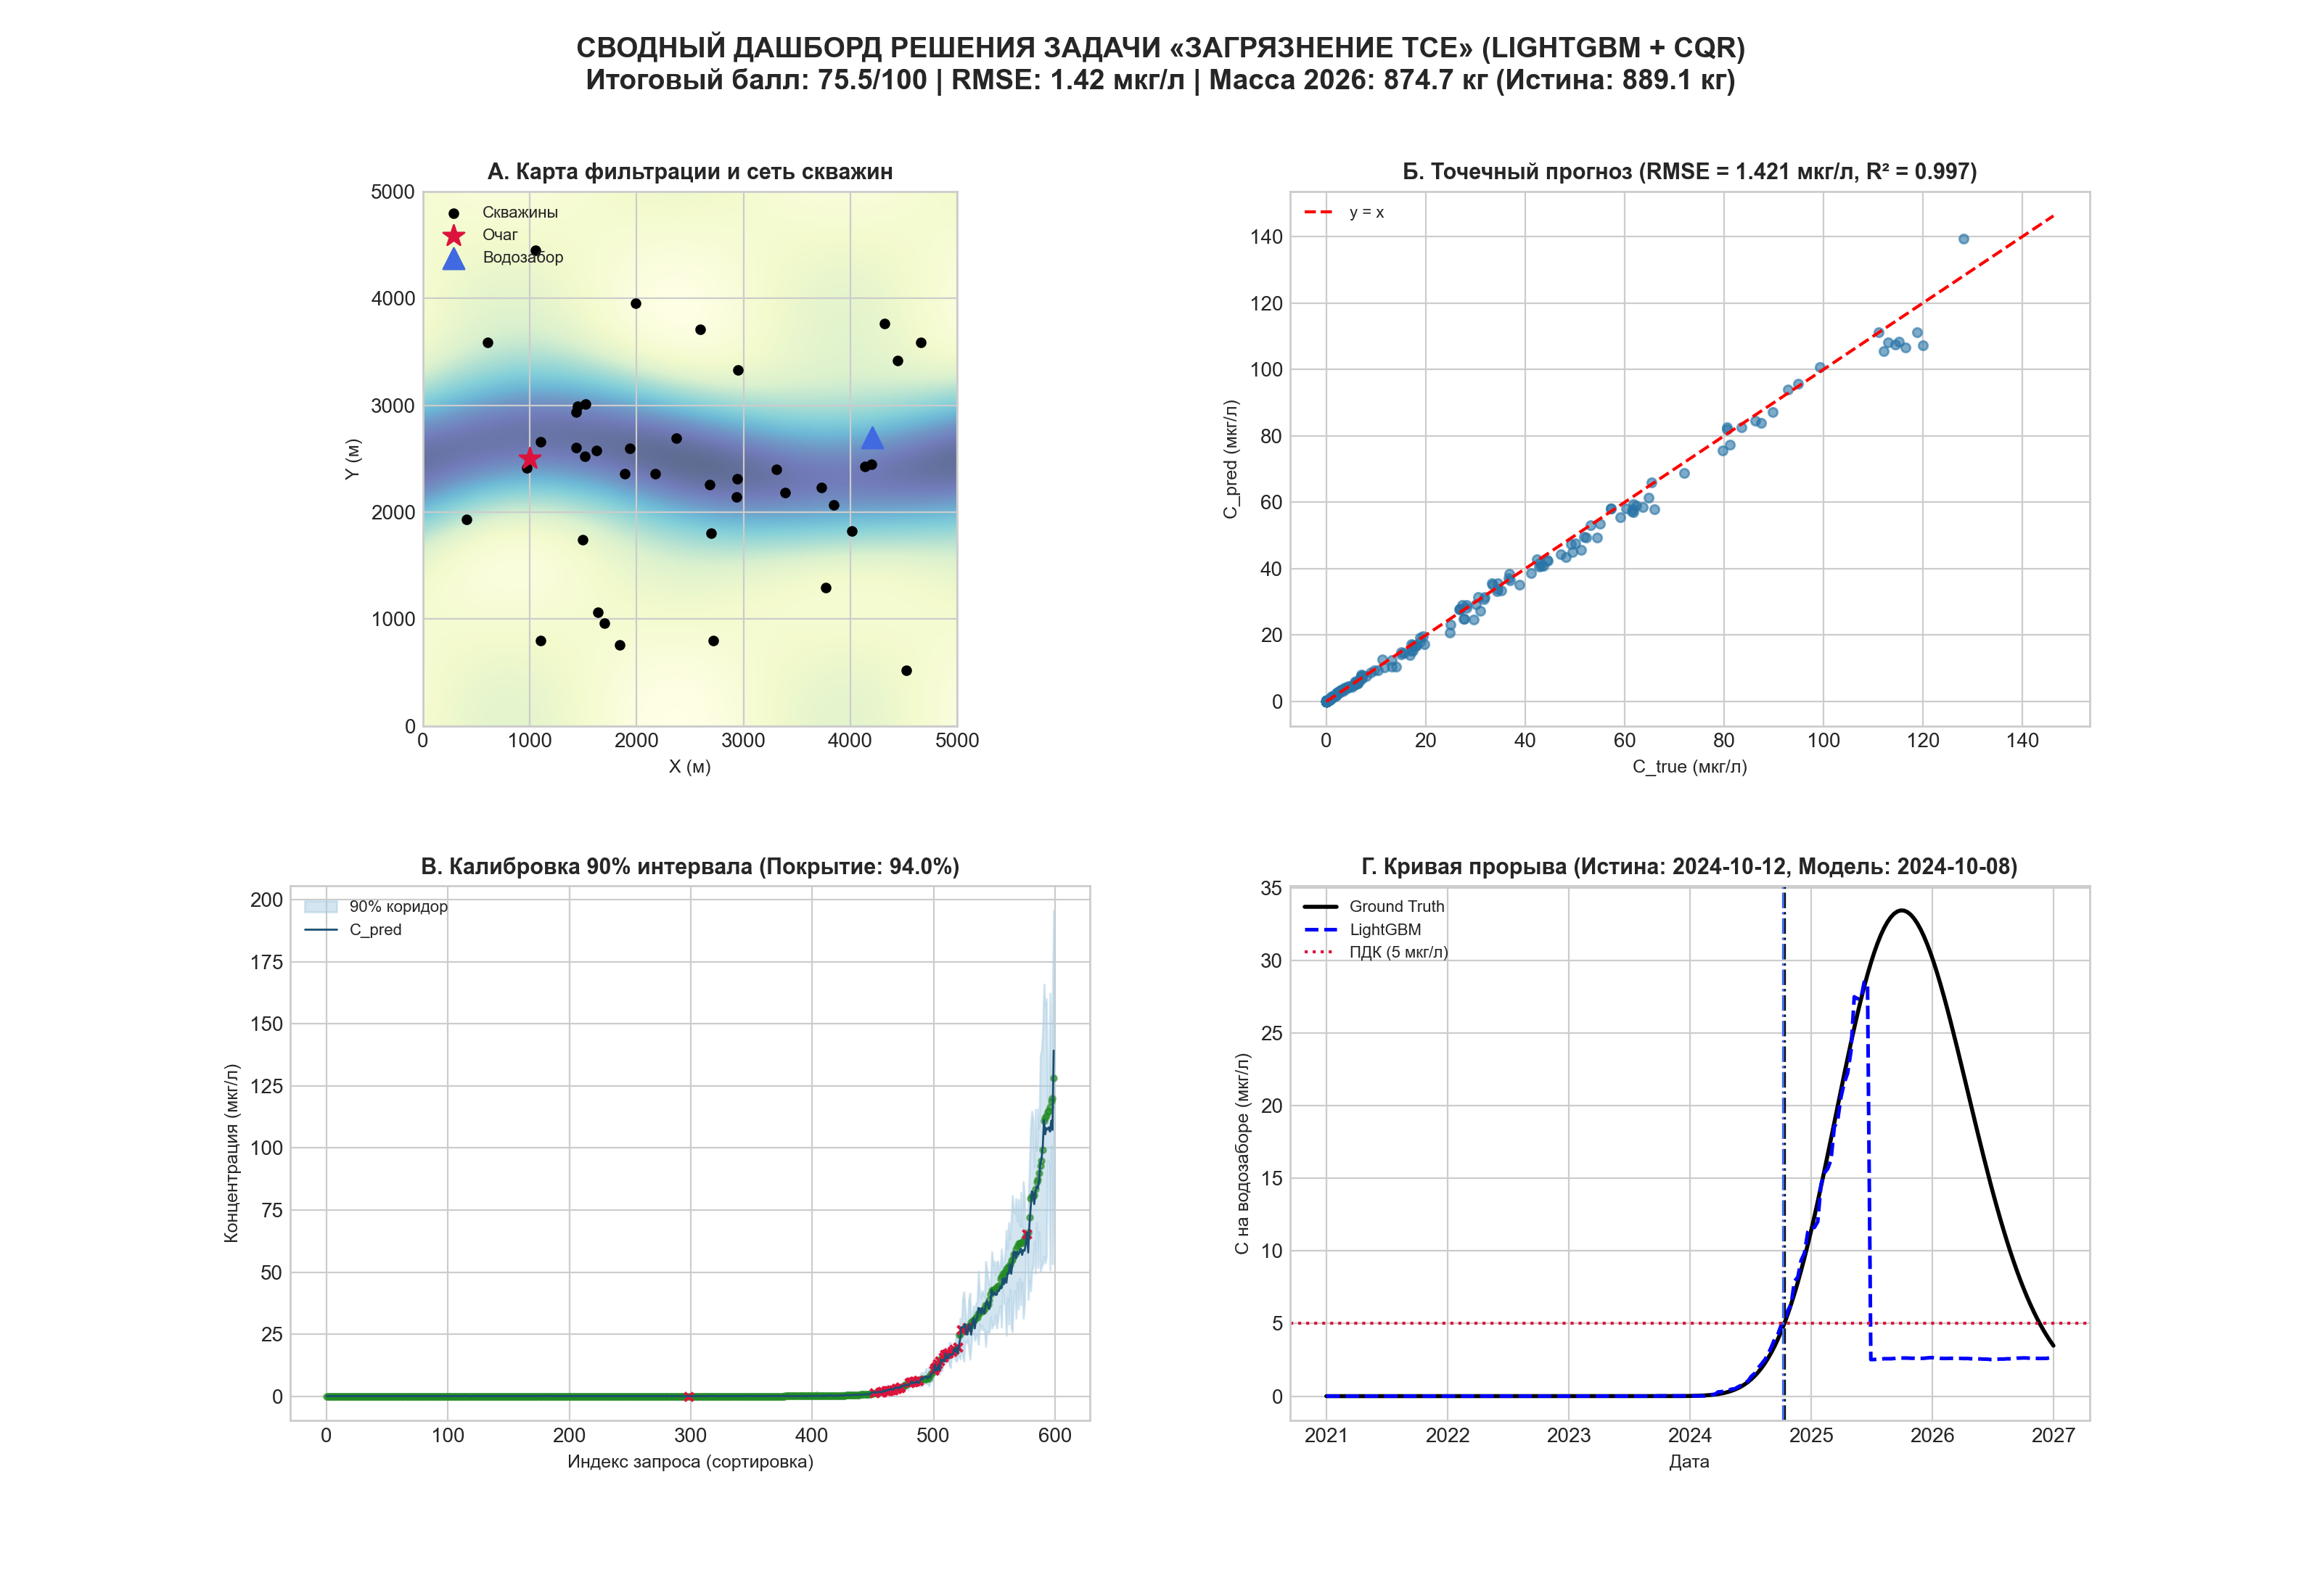 СВОДНЫЙ ДАШБОРД РЕШЕНИЯ ЗАДАЧИ «ЗАГРЯЗНЕНИЕ TCE» (LIGHTGBM + CQR)
Итоговый балл: 75.5/100 | RMSE: 1.42 мкг/л | Масса 2026: 874.7 кг (Истина: 889.1 кг)
А. Карта фильтрации и сеть скважин
5000
4000
3000
2000
1000
0
Y (м)
Скважины
Очаг
Водозабор
0 1000 2000 3000 4000 5000
X (м)
Б. Точечный прогноз (RMSE = 1.421 мкг/л, R² = 0.997)
140
120
100
80
60
40
20
0
C_pred (мкг/л)
y = x
0 20 40 60 80 100 120 140
C_true (мкг/л)
В. Калибровка 90% интервала (Покрытие: 94.0%)
200
175
150
125
100
75
50
25
0
Концентрация (мкг/л)
90% коридор
C_pred
0 100 200 300 400 500 600
Индекс запроса (сортировка)
Г. Кривая прорыва (Истина: 2024-10-12, Модель: 2024-10-08)
35
30
25
20
15
10
5
0
C на водозаборе (мкг/л)
Ground Truth
LightGBM
ПДК (5 мкг/л)
2021 2022 2023 2024 2025 2026 2027
Дата